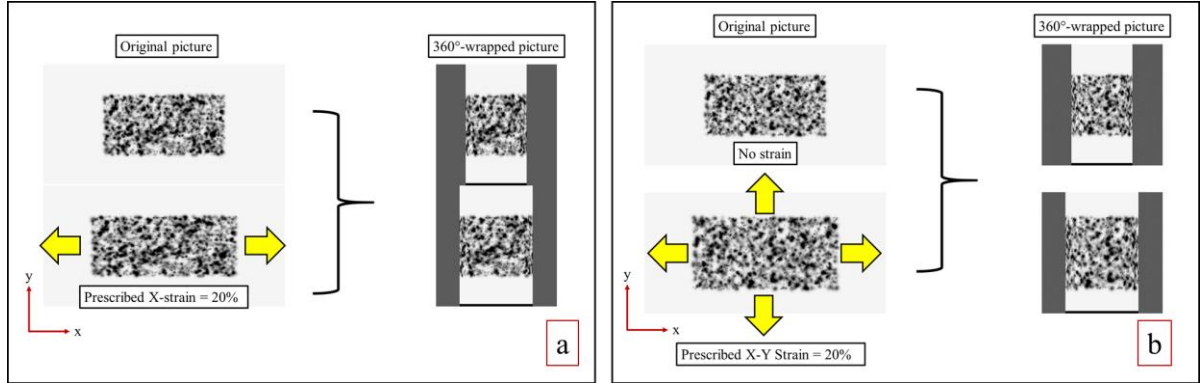 Original picture
360°-wrapped picture
Prescribed X-strain = 20%
y
x
a
Original picture
360°-wrapped picture
No strain
Prescribed X-Y Strain = 20%
y
x
b